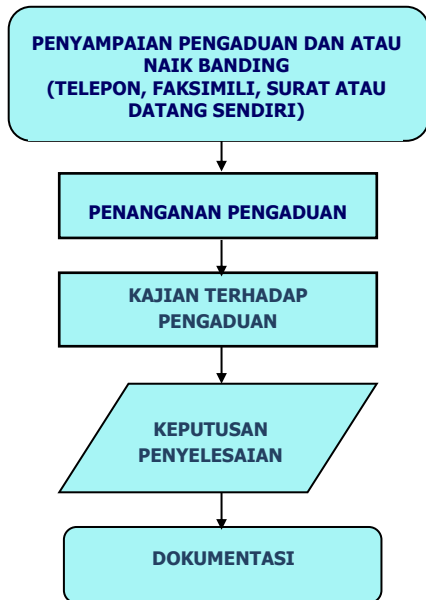 PENYAMPAIAN PENGADUAN DAN ATAU
NAIK BANDING
(TELEPON, FAKSIMILI, SURAT ATAU
DATANG SENDIRI)
PENANGANAN PENGADUAN
KAJIAN TERHADAP
PENGADUAN
KEPUTUSAN
PENYELESAIAN
DOKUMENTASI